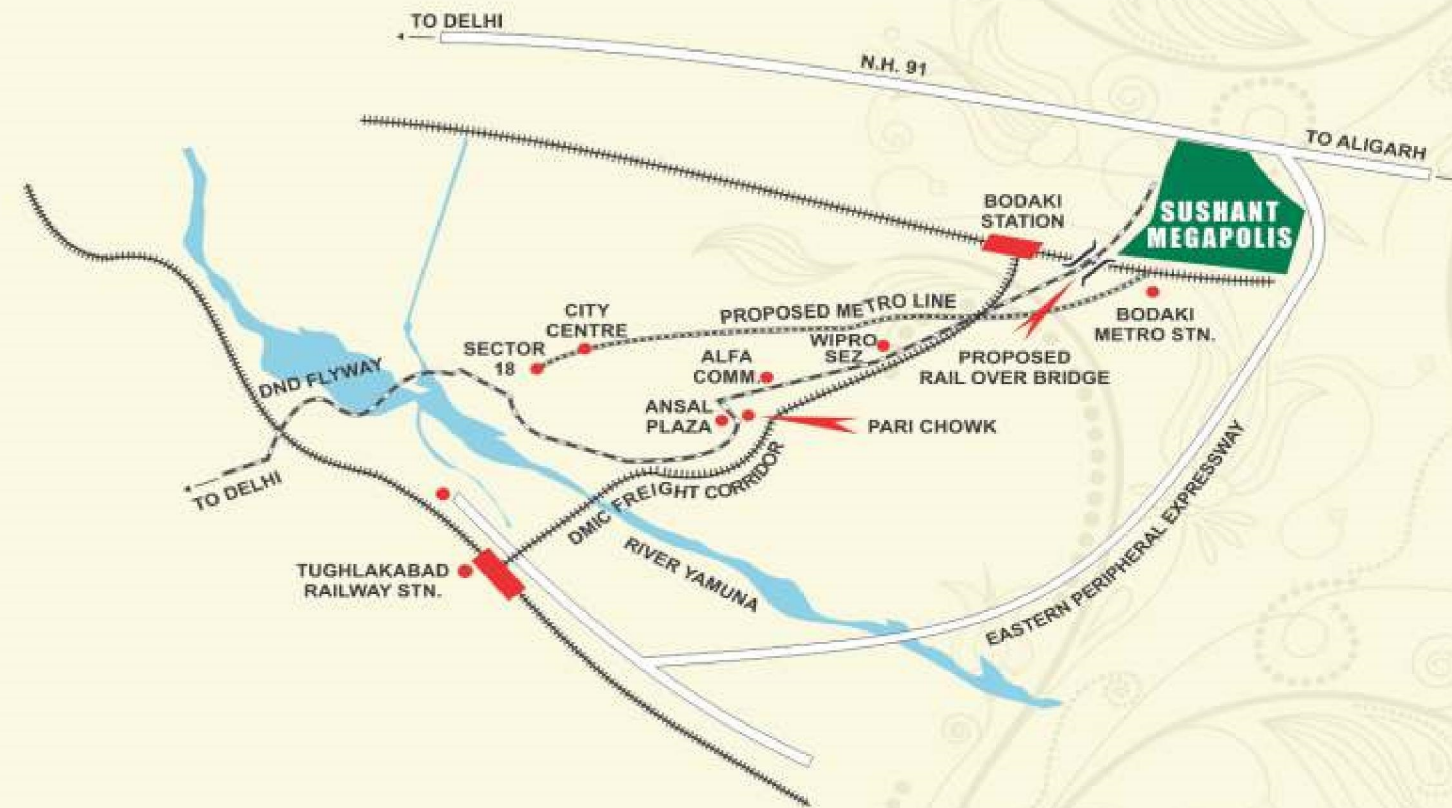 TO DELHI
N.H. 91
TO ALIGARH
BODAKI
STATION
SUSHANT
MEGAPOLIS
CITY
CENTRE
PROPOSED METRO LINE
BODAKI
METRO STN.
SECTOR
18
WIPRO
SEZ
ALFA
COMM.
PROPOSED
RAIL OVER BRIDGE
DND FLYWAY
ANSAL
PLAZA
PARI CHOWK
TO DELHI
DMIC FREIGHT CORRIDOR
EASTERN PERIPHERAL EXPRESSWAY
TUGHLAKABAD
RAILWAY STN.
RIVER YAMUNA